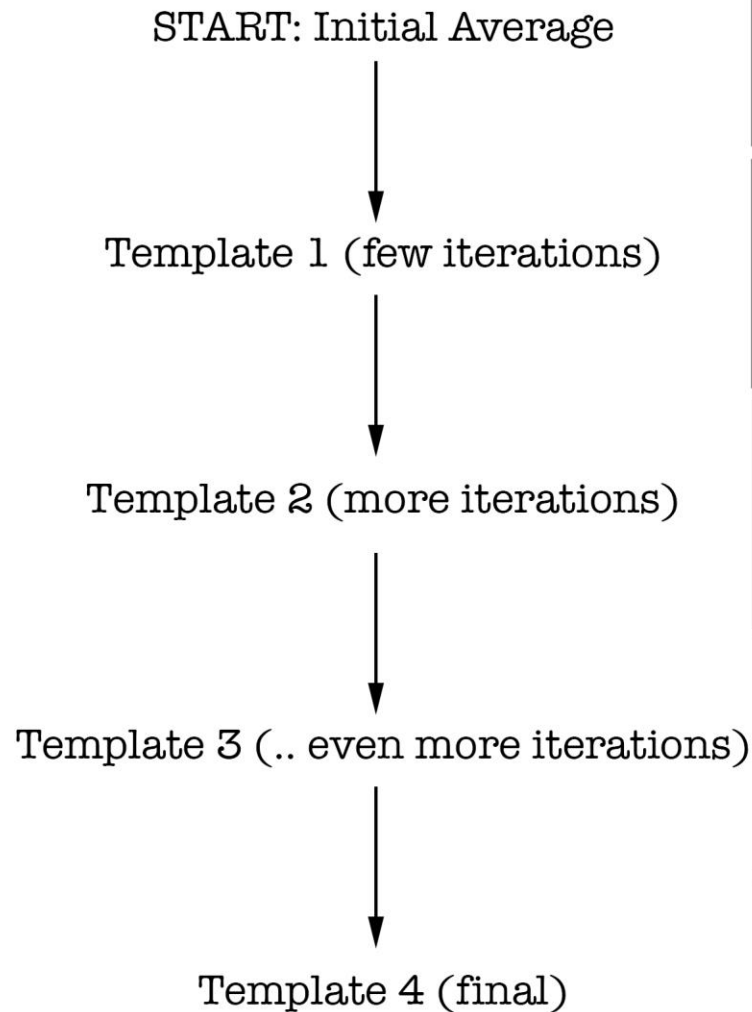 START: Initial Average
Template 1 (few iterations)
Template 2 (more iterations)
Template 3 (.. even more iterations)
Template 4 (final)